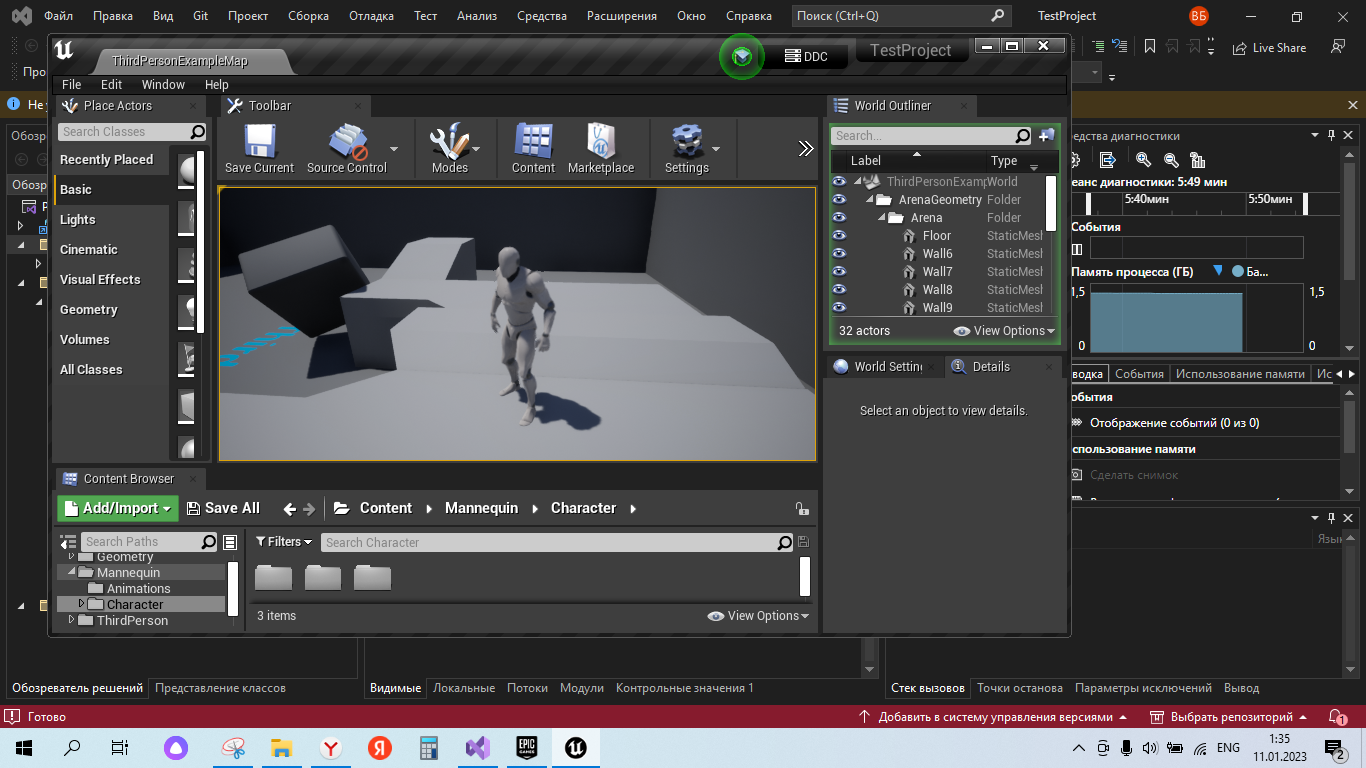 Файл Правка Вид Git Проект Сборка Отладка Тест Анализ Средства Расширения Окно Справка Поиск (Ctrl+Q) TestProject ВБ
Live Share
ThirdPersonExampleMap DDC TestProject
File Edit Window Help
Place Actors Toolbar World Outliner
Search Classes
Save Current Source Control Modes Content Marketplace Settings
Search...
Label Type
Recently Placed
Basic
Lights
Cinematic
Visual Effects
Geometry
Volumes
All Classes
ThirdPersonExamp World
ArenaGeometry Folder
Arena Folder
Floor StaticMesh
Wall6 StaticMesh
Wall7 StaticMesh
Wall8 StaticMesh
Wall9 StaticMesh
32 actors View Options
World Setting Details
Select an object to view details.
Content Browser
Add/Import Save All Content Mannequin Character
Search Paths Filters Search Character
Geometry
Mannequin
Animations
Character
ThirdPerson
3 items View Options
редства диагностики
еанс диагностики: 5:49 мин
5:40мин 5:50мин
События
Память процесса (ГБ) Ба...
1,5 1,5
0 0
водка События Использование памяти Ис
обытия
Отображение событий (0 из 0)
спользование памяти
Сделать снимок
Язык
Обозреватель решений Представление классов Видимые Локальные Потоки Модули Контрольные значения 1 Стек вызовов Точки останова Параметры исключений Вывод
Готово Добавить в систему управления версиями Выбрать репозиторий 1
ENG 1:35
11.01.2023 2